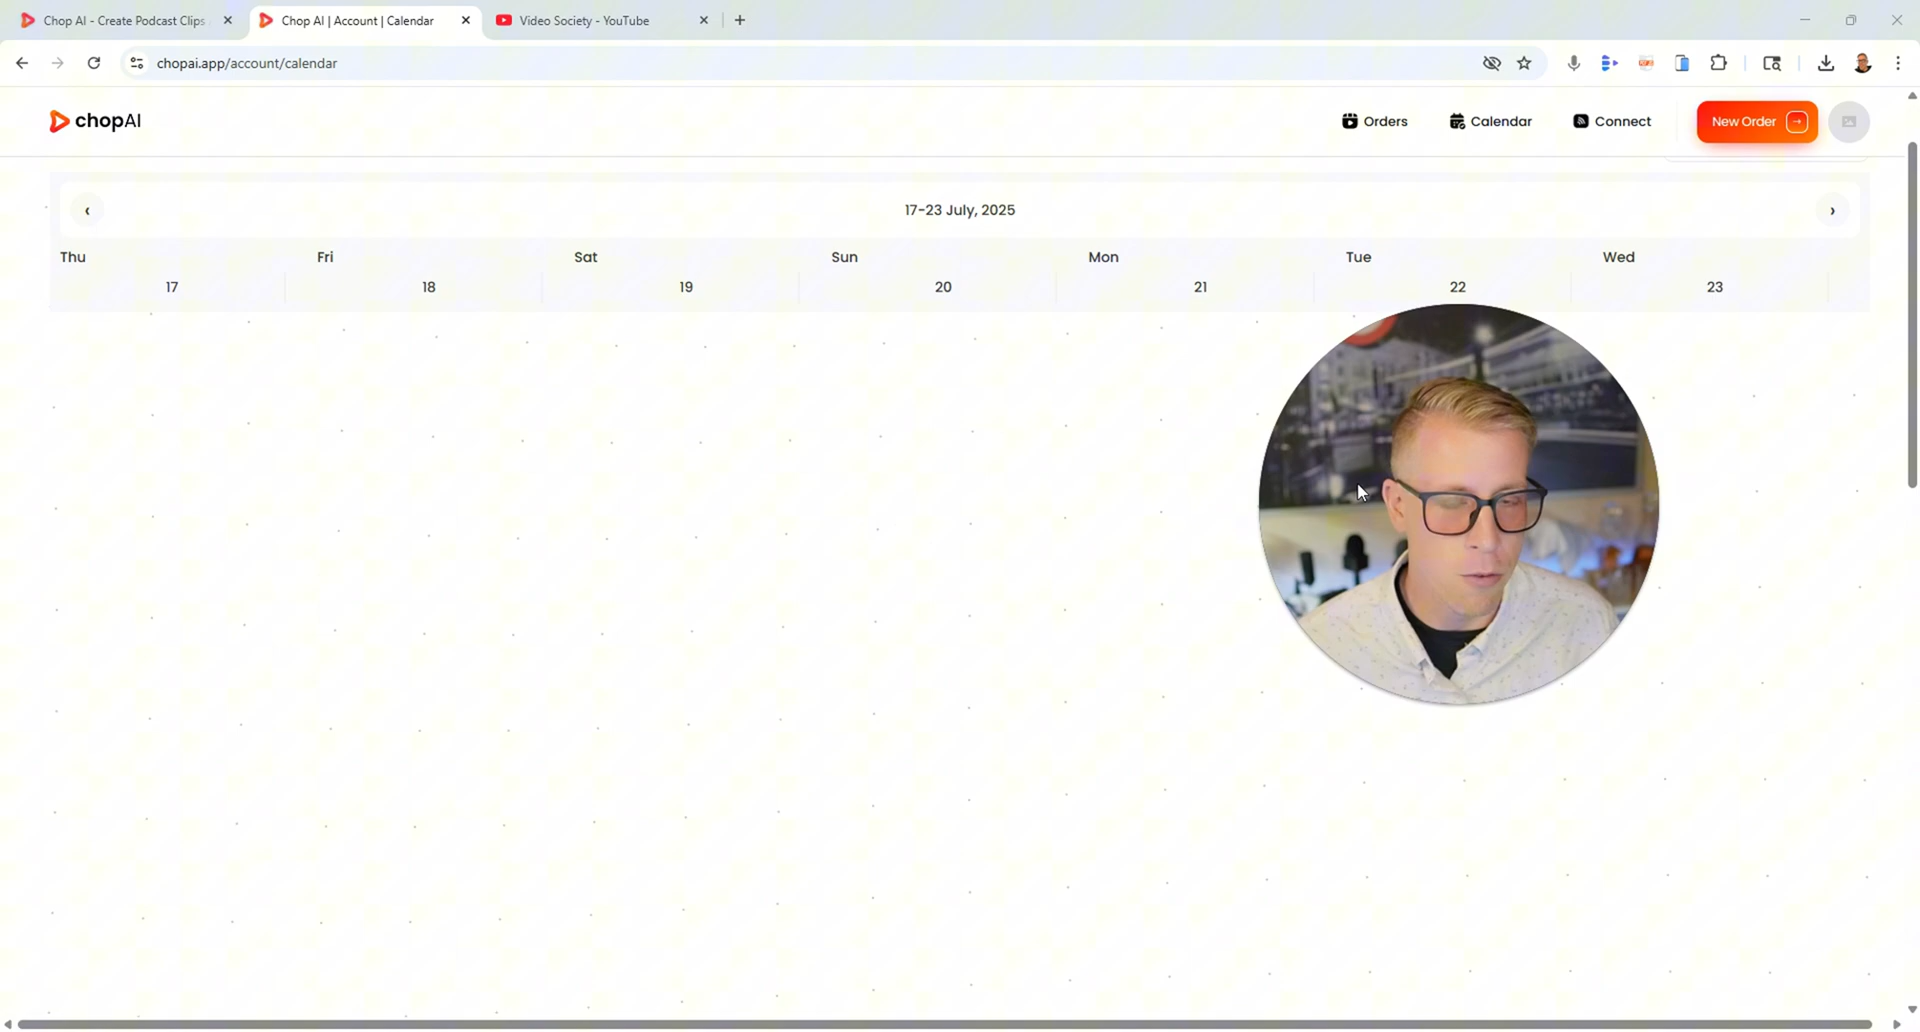 Chop AI - Create Podcast Clips
Chop AI | Account | Calendar
Video Society - YouTube
chopai.app/account/calendar
chopAI
Orders
Calendar
Connect
New Order
17-23 July, 2025
Thu
Fri
Sat
Sun
Mon
Tue
Wed
17
18
19
20
21
22
23